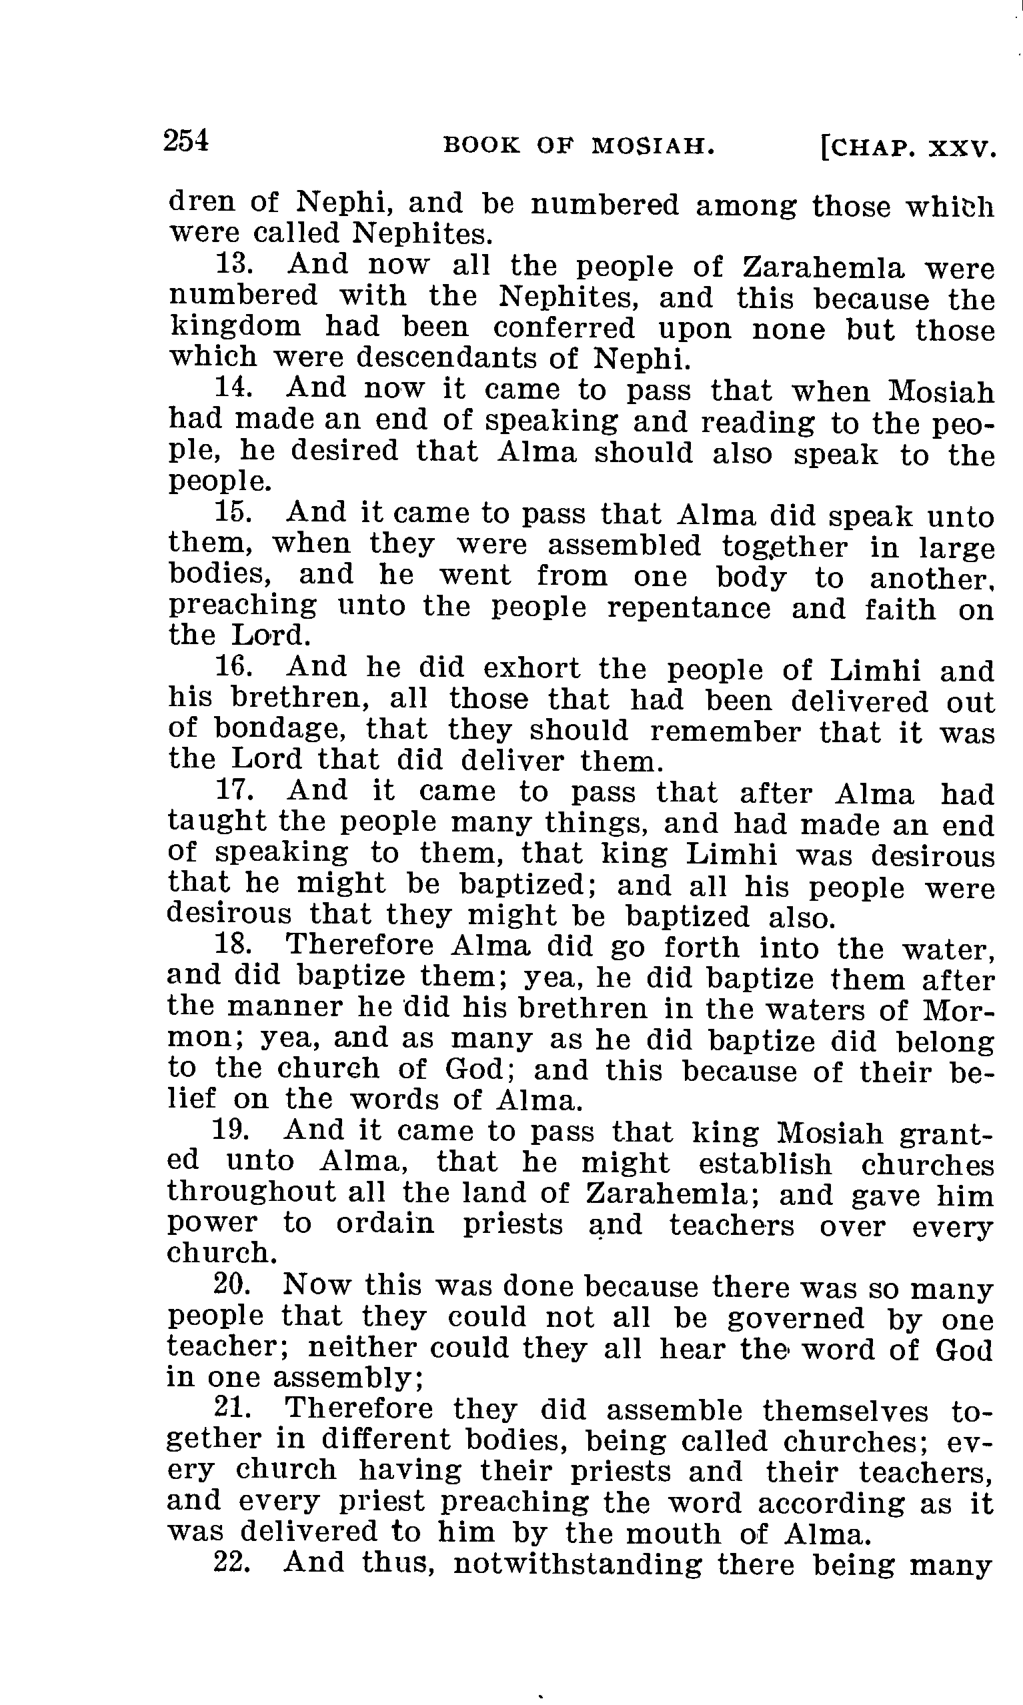 254 BOOK OF MOSIAH. [CHAP. XXV.
dren of Nephi, and be numbered among those which
were called Nephites.
13. And now all the people of Zarahemla were
numbered with the Nephites, and this because the
kingdom had been conferred upon none but those
which were descendants of Nephi.
14. And now it came to pass that when Mosiah
had made an end of speaking and reading to the peo-
ple, he desired that Alma should also speak to the
people.
15. And it came to pass that Alma did speak unto
them, when they were assembled together in large
bodies, and he went from one body to another,
preaching unto the people repentance and faith on
the Lord.
16. And he did exhort the people of Limhi and
his brethren, all those that had been delivered out
of bondage, that they should remember that it was
the Lord that did deliver them.
17. And it came to pass that after Alma had
taught the people many things, and had made an end
of speaking to them, that king Limhi was desirous
that he might be baptized; and all his people were
desirous that they might be baptized also.
18. Therefore Alma did go forth into the water,
and did baptize them; yea, he did baptize them after
the manner he did his brethren in the waters of Mor-
mon; yea, and as many as he did baptize did belong
to the church of God; and this because of their be-
lief on the words of Alma.
19. And it came to pass that king Mosiah grant-
ed unto Alma, that he might establish churches
throughout all the land of Zarahemla; and gave him
power to ordain priests and teachers over every
church.
20. Now this was done because there was so many
people that they could not all be governed by one
teacher; neither could they all hear the word of God
in one assembly;
21. Therefore they did assemble themselves to-
gether in different bodies, being called churches; ev-
ery church having their priests and their teachers,
and every priest preaching the word according as it
was delivered to him by the mouth of Alma.
22. And thus, notwithstanding there being many